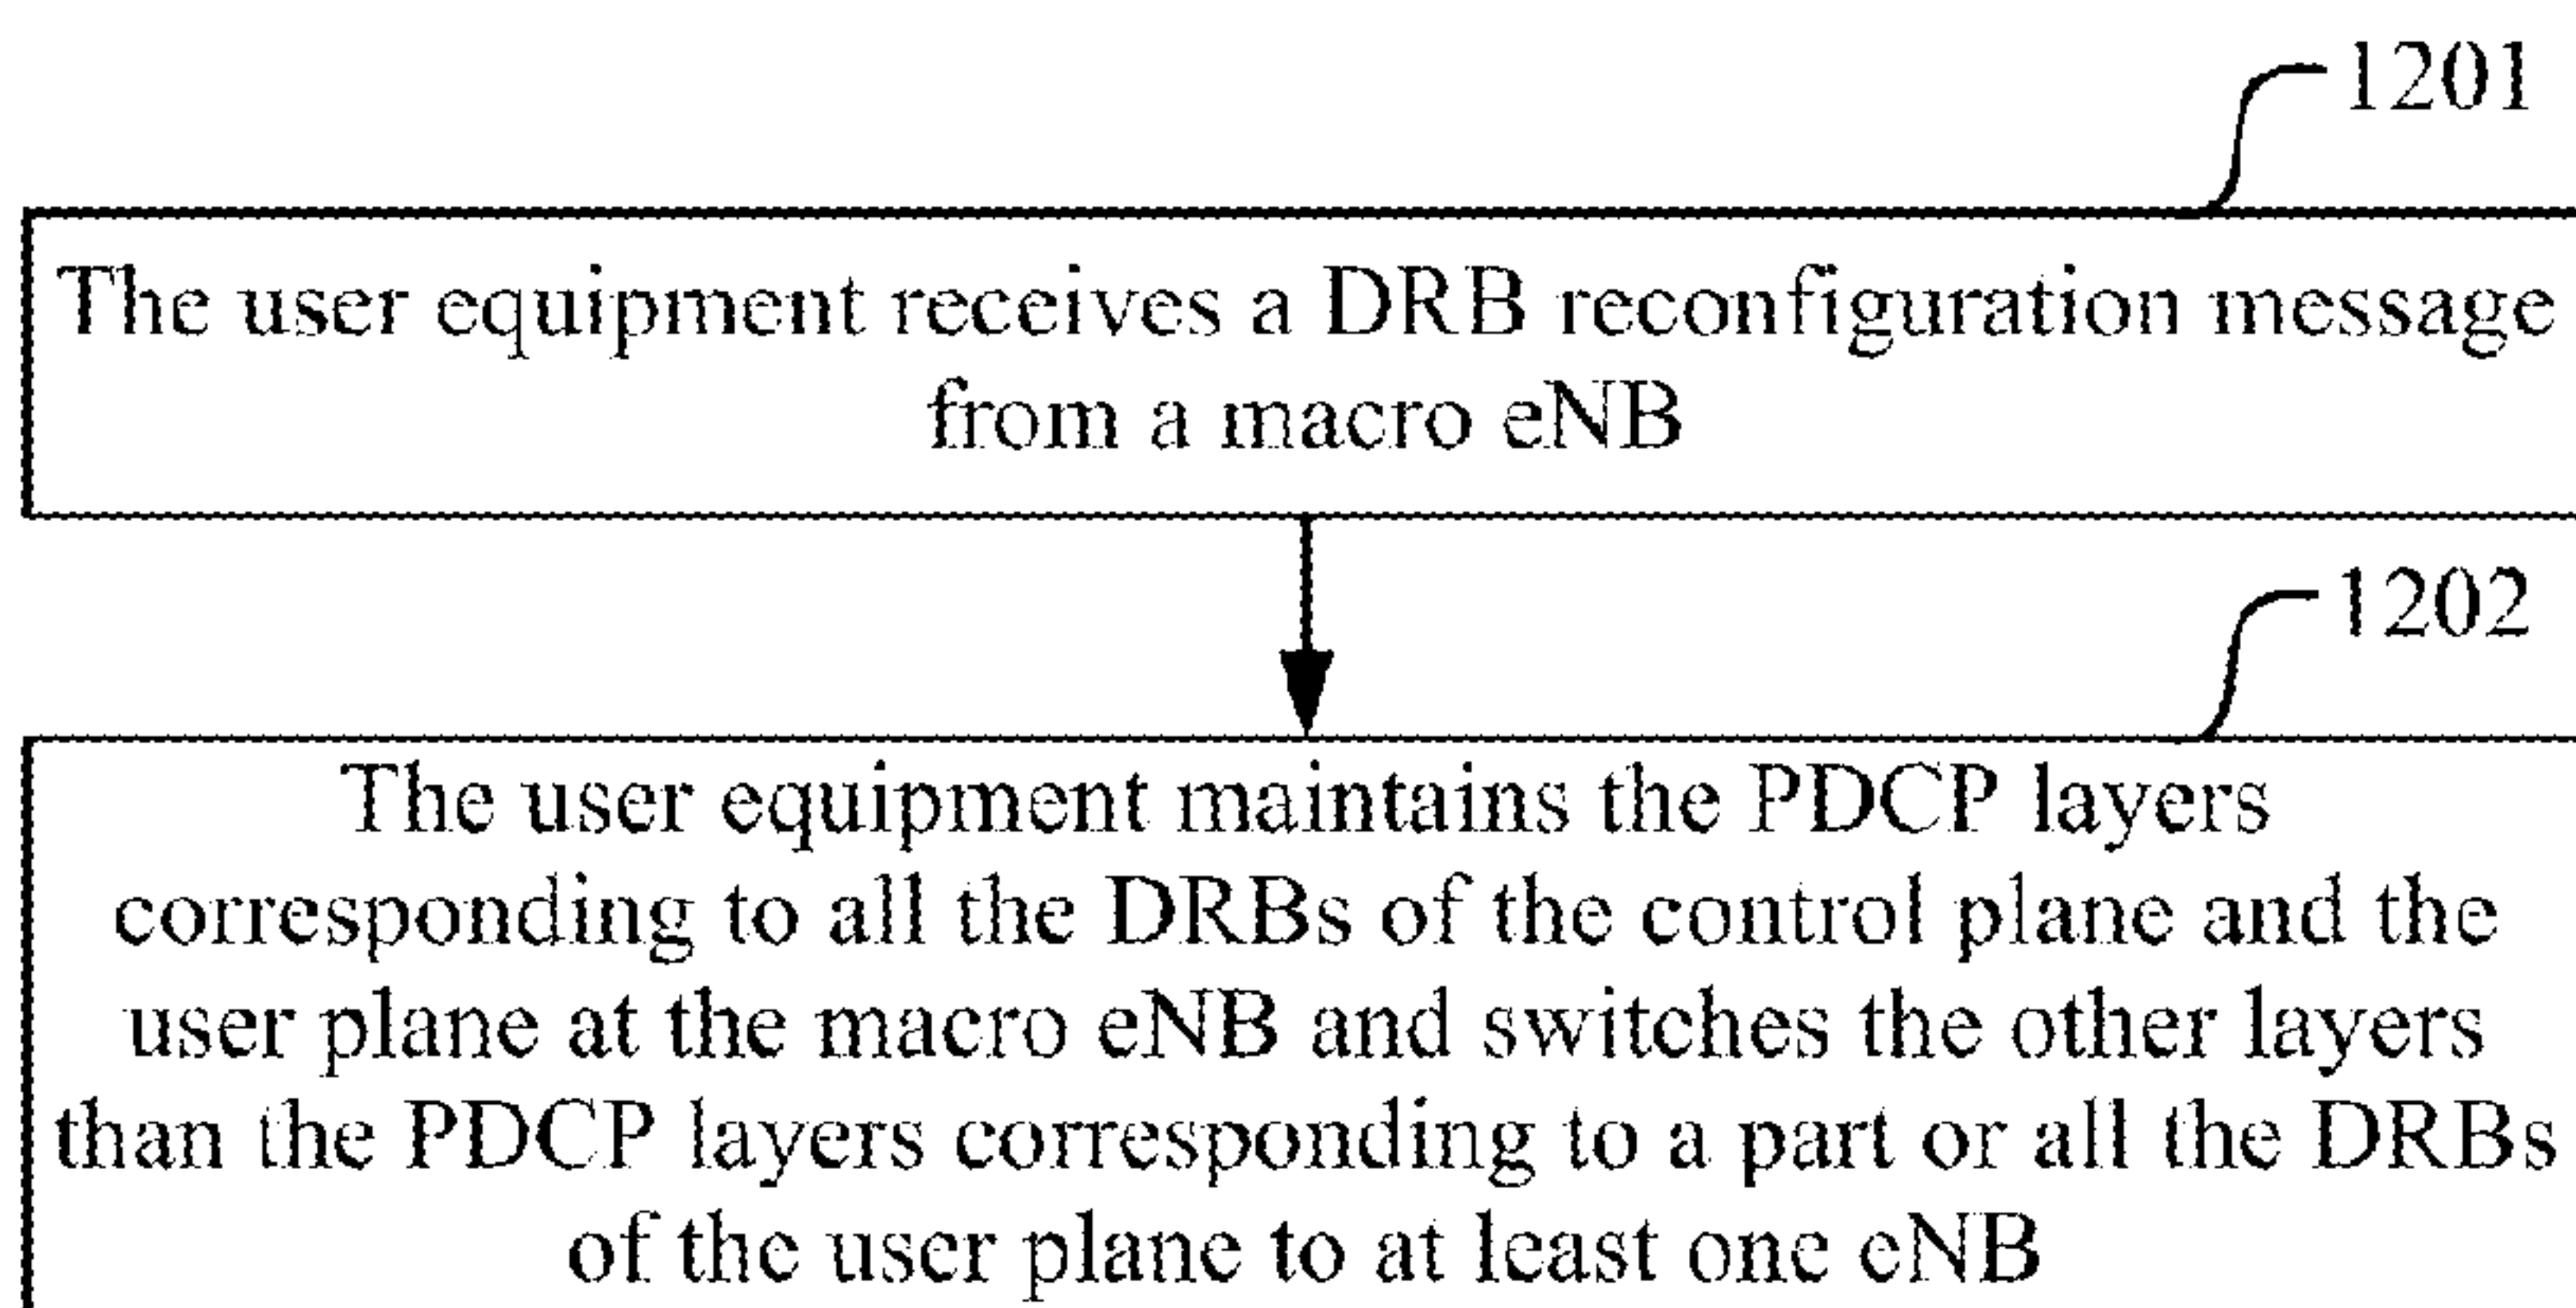 1201
The user equipment receives a DRB reconfiguration message
from a macro eNB
1202
The user equipment maintains the PDCP layers
corresponding to all the DRBs of the control plane and the
user plane at the macro eNB and switches the other layers
than the PDCP layers corresponding to a part or all the DRBs
of the user plane to at least one eNB